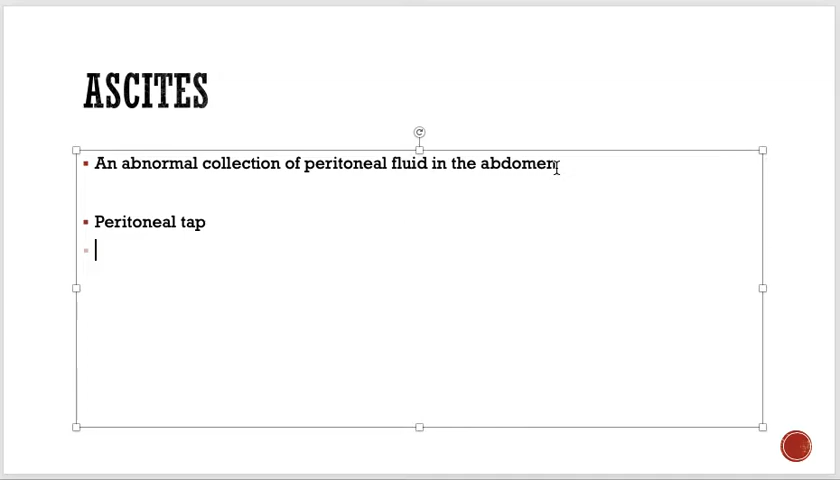 ASCITES
An abnormal collection of peritoneal fluid in the abdomen
Peritoneal tap